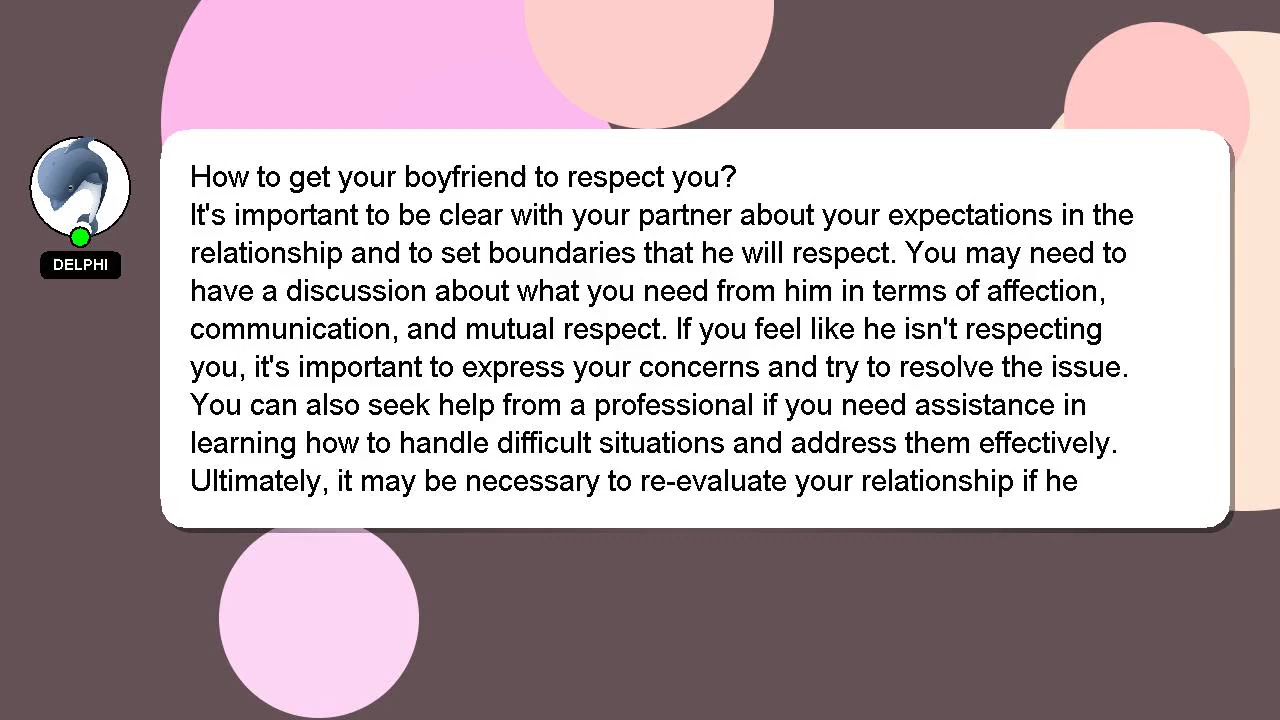 How to get your boyfriend to respect you?
It's important to be clear with your partner about your expectations in the
relationship and to set boundaries that he will respect. You may need to
have a discussion about what you need from him in terms of affection,
communication, and mutual respect. If you feel like he isn't respecting
you, it's important to express your concerns and try to resolve the issue.
You can also seek help from a professional if you need assistance in
learning how to handle difficult situations and address them effectively.
Ultimately, it may be necessary to re-evaluate your relationship if he
DELPHI